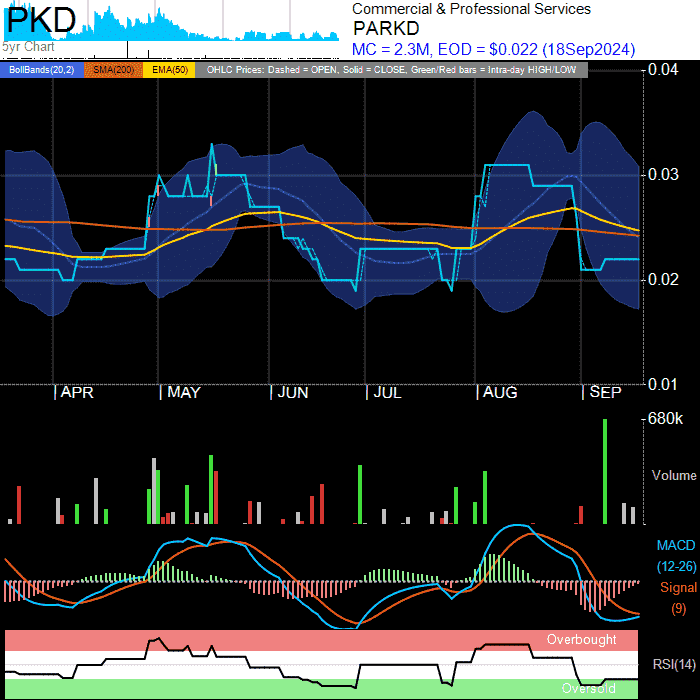 PKD
5yr Chart
Commercial & Professional Services
PARKD
MC = 2.3M, EOD = $0.022 (18Sep2024)
BollBands(20,2) SMA(200) EMA(50) OHLC Prices: Dashed = OPEN, Solid = CLOSE, Green/Red bars = Intra-day HIGH/LOW
0.04
0.03
0.02
0.01
APR MAY JUN JUL AUG SEP
680k
Volume
MACD
(12-26)
Signal
(9)
Overbought
RSI(14)
Oversold